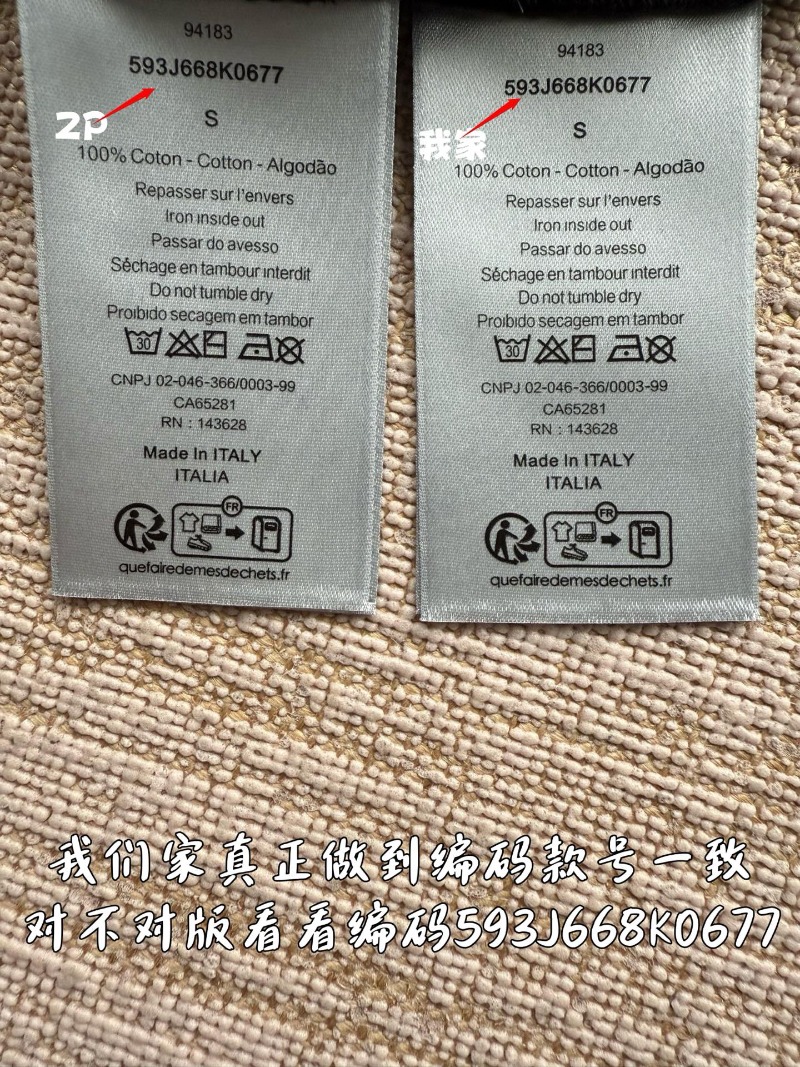 94183
593J668K0677
2P
S
100% Coton - Cotton - Algodão
Repasser sur l'envers
Iron inside out
Passar do avesso
Séchage en tambour interdit
Do not tumble dry
Proibido secagem em tambor
30
CNPJ 02-046-366/0003-99
CA65281
RN : 143628
Made In ITALY
ITALIA
FR
quefairedemesdechets.fr
94183
593J668K0677
我家
S
100% Coton - Cotton - Algodão
Repasser sur l'envers
Iron inside out
Passar do avesso
Séchage en tambour interdit
Do not tumble dry
Proibido secagem em tambor
30
CNPJ 02-046-366/0003-99
CA65281
RN : 143628
Made In ITALY
ITALIA
FR
quefairedemesdechets.fr
我们家真正做到编码款号一致
对不对版看看编码593J668K0677